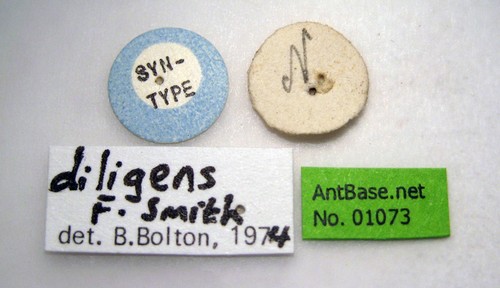 SYN-
TYPE
N
diligens
F. Smith
det. B.Bolton, 1974
AntBase.net
No. 01073